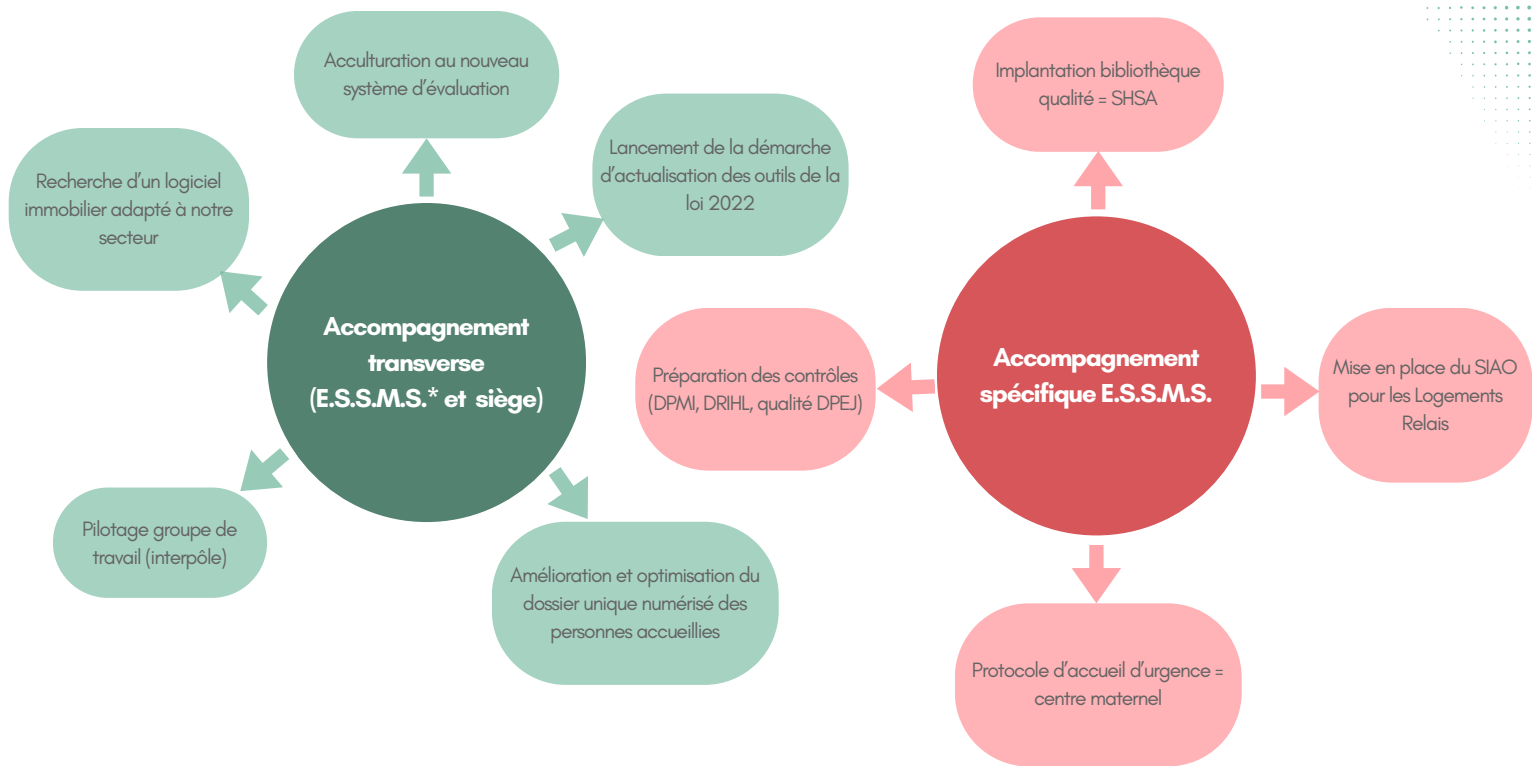 Acculturation au nouveau
système d'évaluation
Lancement de la démarche
d'actualisation des outils de la
loi 2022
Recherche d'un logiciel
immobilier adapté à notre
secteur
Accompagnement
transverse
(E.S.S.M.S.* et siège)
Pilotage groupe de
travail (interpôle)
Amélioration et optimisation du
dossier unique numérisé des
personnes accueillies
Implantation bibliothèque
qualité = SHSA
Préparation des contrôles
(DPMI, DRIHL, qualité DPEJ)
Accompagnement
spécifique E.S.S.M.S.
Mise en place du SIAO
pour les Logements
Relais
Protocole d'accueil d'urgence =
centre maternel